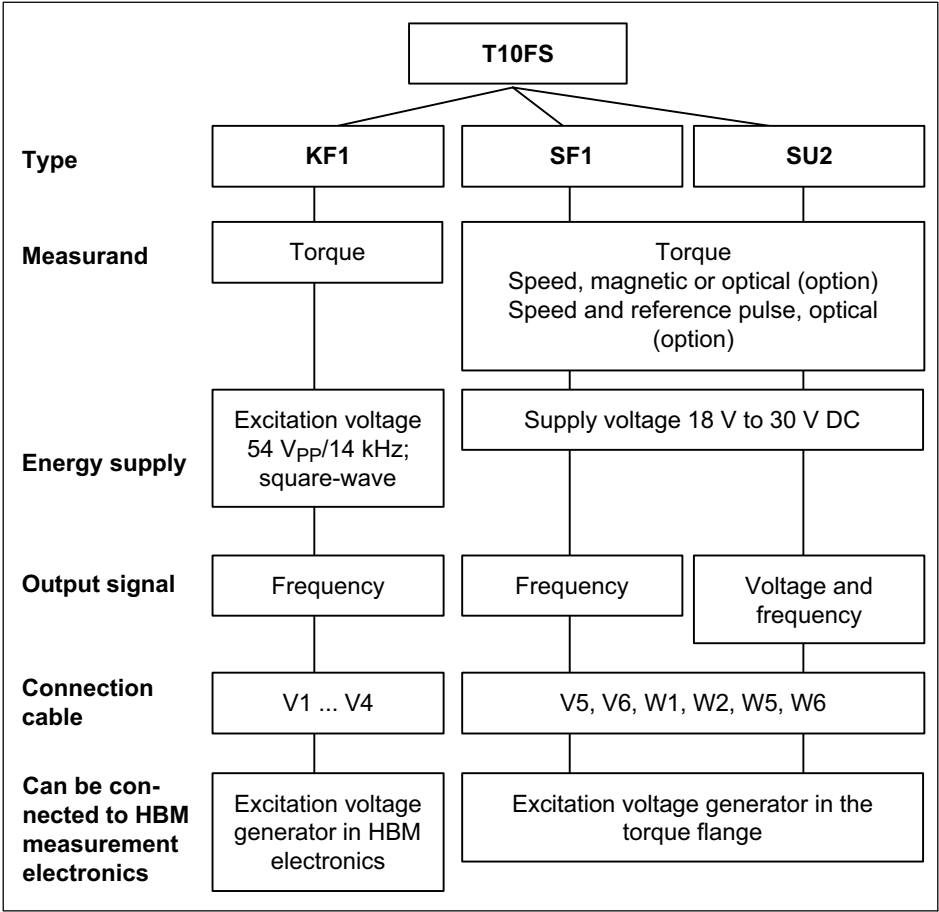 T10FS
Type
KF1
SF1
SU2
Measurand
Torque
Torque
Speed, magnetic or optical (option)
Speed and reference pulse, optical
(option)
Energy supply
Excitation voltage
54 VPP/14 kHz;
square-wave
Supply voltage 18 V to 30 V DC
Output signal
Frequency
Frequency
Voltage and
frequency
Connection
cable
V1 ... V4
V5, V6, W1, W2, W5, W6
Can be con-
nected to HBM
measurement
electronics
Excitation voltage
generator in HBM
electronics
Excitation voltage generator in the
torque flange